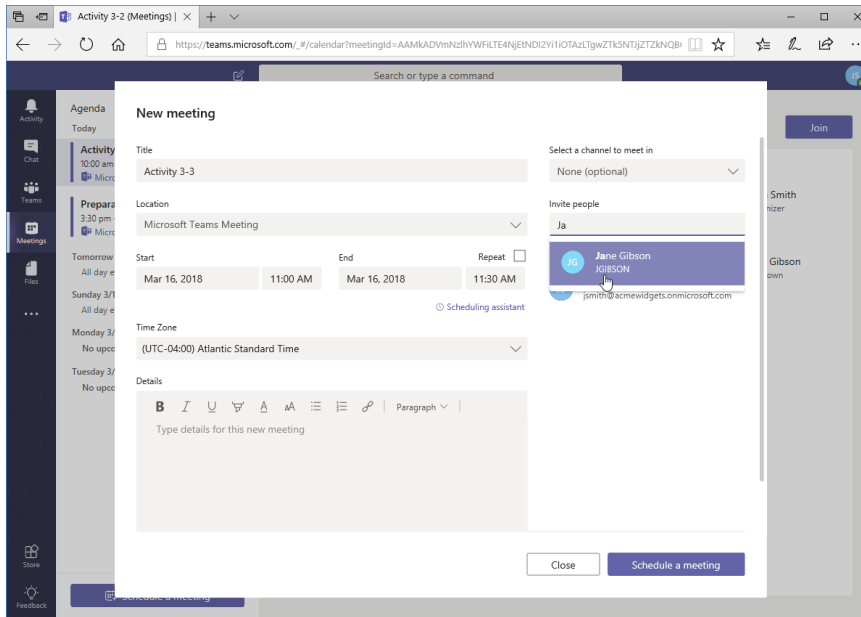 Activity 3-2 (Meetings) |
https://teams.microsoft.com/_#/calendar?meetingId=
Search or type a command
JS
Activity
Chat
Teams
Meetings
Files
Store
Feedback
Agenda
Today
Activity
10:00 am
Micro
Prepara
3:30 pm
Micro
Tomorrow
All day e
Sunday 3/1
All day e
Monday 3/
No upco
Tuesday 3/
No upco
Schedule a meeting
Join
Smith
nizer
Gibson
own
New meeting
Title
Activity 3-3
Location
Microsoft Teams Meeting
Start End Repeat
Mar 16, 2018 11:00 AM Mar 16, 2018 11:30 AM
Scheduling assistant
Time Zone
(UTC-04:00) Atlantic Standard Time
Details
B I U A AA Paragraph
Type details for this new meeting
Select a channel to meet in
None (optional)
Invite people
Ja
JG
Jane Gibson
JGIBSON
jsmith@acmewidgets.onmicrosoft.com
Close Schedule a meeting